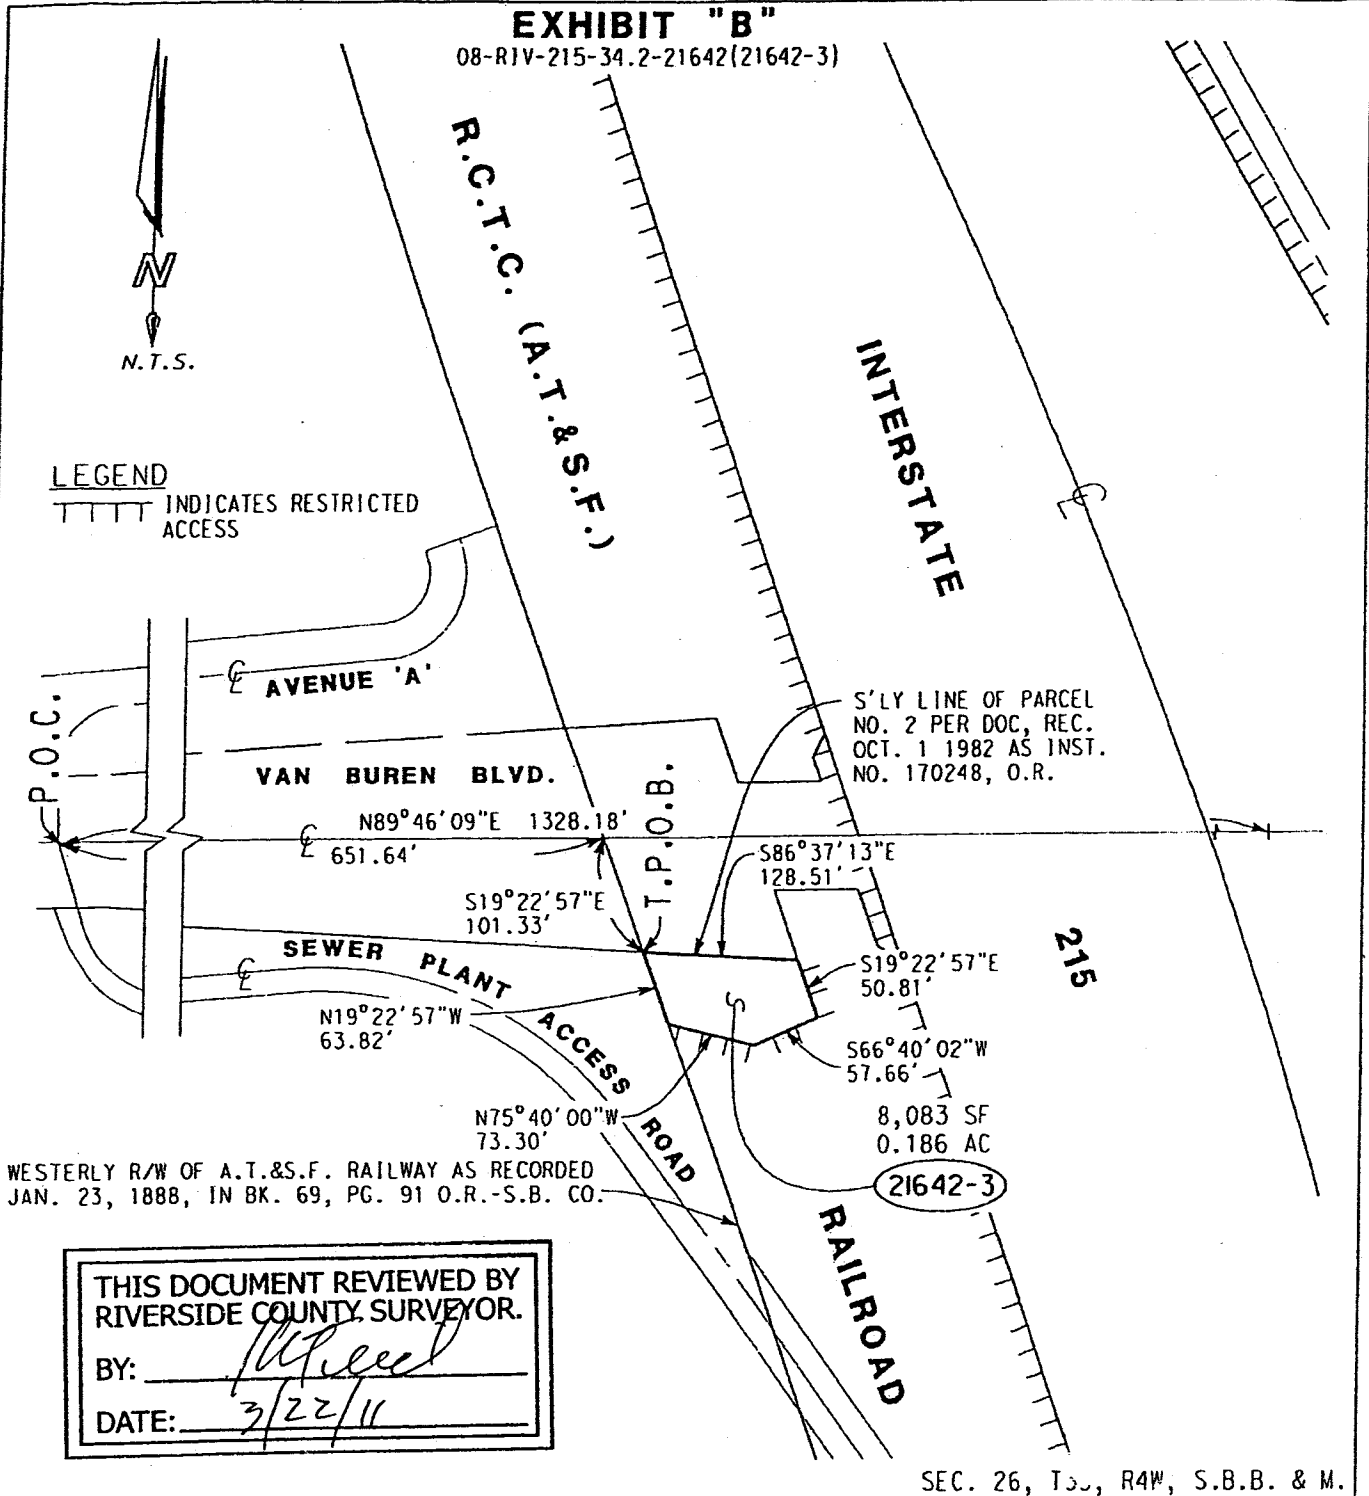 EXHIBIT "B"
08-RIV-215-34.2-21642(21642-3)
N
N.T.S.
R.C.T.C. (A.T.&S.F.)
INTERSTATE
LEGEND
INDICATES RESTRICTED
ACCESS
AVENUE 'A'
P.O.C.
VAN BUREN BLVD.
S'LY LINE OF PARCEL
NO. 2 PER DOC, REC.
OCT. 1 1982 AS INST.
NO. 170248, O.R.
T.P.O.B.
N89°46'09"E 1328.18'
651.64'
S86°37'13"E
128.51'
S19°22'57"E
101.33'
SEWER PLANT ACCESS ROAD
S19°22'57"E
50.81'
215
N19°22'57"W
63.82'
S66°40'02"W
57.66'
N75°40'00"W
73.30'
8,083 SF
0.186 AC
21642-3
WESTERLY R/W OF A.T.&S.F. RAILWAY AS RECORDED
JAN. 23, 1888, IN BK. 69, PG. 91 O.R.-S.B. CO.
RAILROAD
THIS DOCUMENT REVIEWED BY
RIVERSIDE COUNTY SURVEYOR.
BY:
DATE: 3/22/11
SEC. 26, R4W, S.B.B. & M.